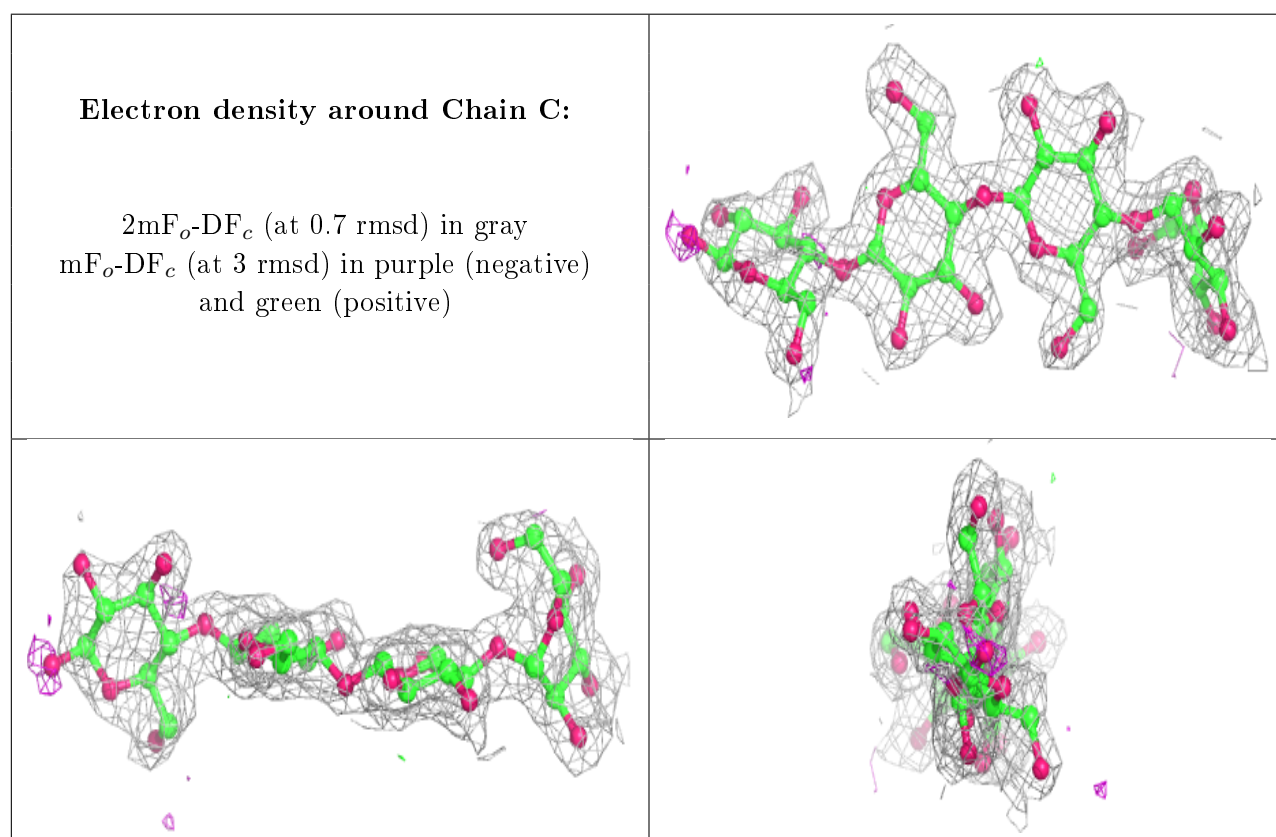 Electron density around Chain C:
2mFₒ-DF𝑐 (at 0.7 rmsd) in gray
mFₒ-DF𝑐 (at 3 rmsd) in purple (negative)
and green (positive)